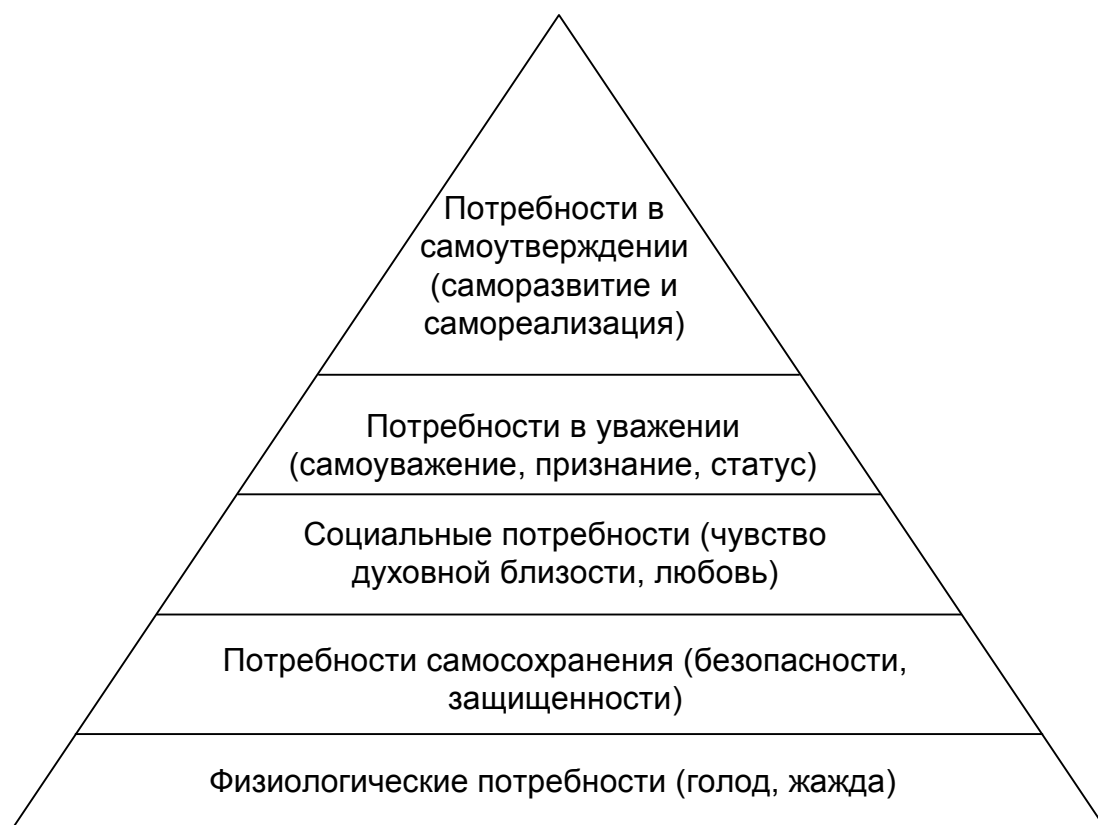 Потребности в
самоутверждении
(саморазвитие и
самореализация)
Потребности в уважении
(самоуважение, признание, статус)
Социальные потребности (чувство
духовной близости, любовь)
Потребности самосохранения (безопасности,
защищенности)
Физиологические потребности (голод, жажда)